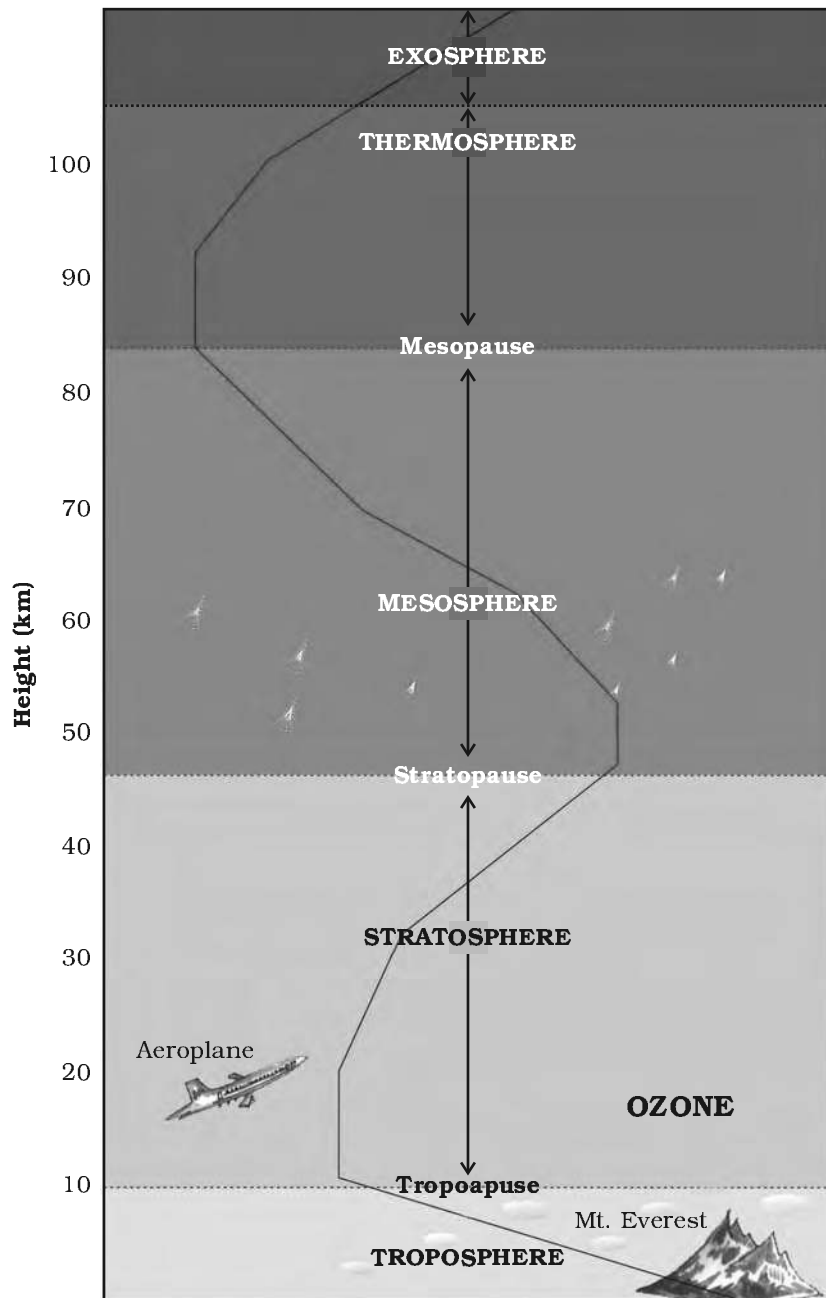 EXOSPHERE
THERMOSPHERE
100
90
Mesopause
80
70
MESOSPHERE
60
Height (km)
50
Stratopause
40
STRATOSPHERE
30
Aeroplane
20
OZONE
10
Tropoapuse
Mt. Everest
TROPOSPHERE